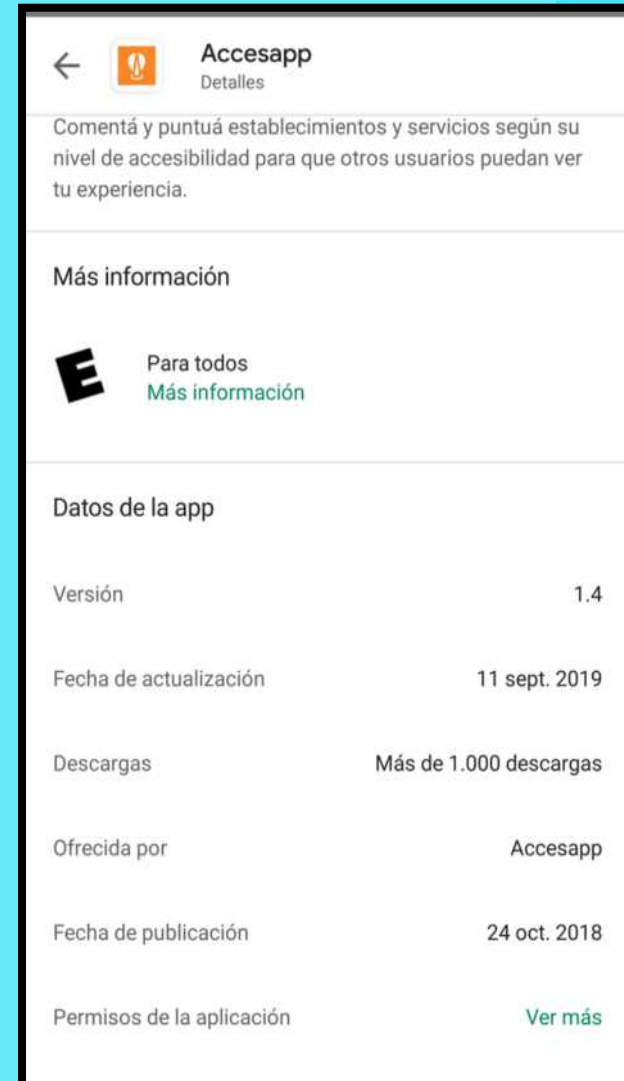 Accesapp
Detalles
Comentá y puntuá establecimientos y servicios según su
nivel de accesibilidad para que otros usuarios puedan ver
tu experiencia.
Más información
E
Para todos
Más información
Datos de la app
Versión 1.4
Fecha de actualización 11 sept. 2019
Descargas Más de 1.000 descargas
Ofrecida por Accesapp
Fecha de publicación 24 oct. 2018
Permisos de la aplicación Ver más